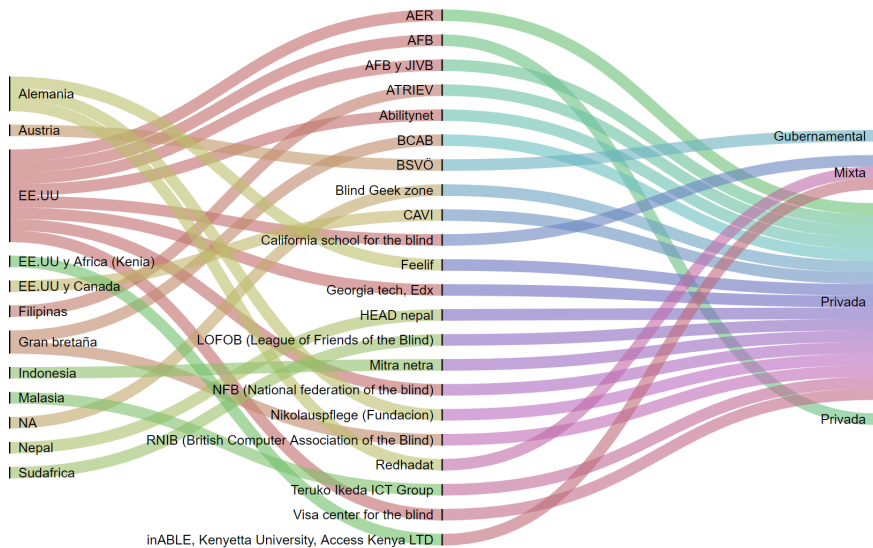 Alemania
Austria
EE.UU
EE.UU y Africa (Kenia)
EE.UU y Canada
Filipinas
Gran bretaña
Indonesia
Malasia
NA
Nepal
Sudafrica
AER
AFB
AFB y JIVB
ATRIEV
Abilitynet
BCAB
BSVÖ
Blind Geek zone
CAVI
California school for the blind
Feelif
Georgia tech, Edx
HEAD nepal
LOFOB (League of Friends of the Blind)
Mitra netra
NFB (National federation of the blind)
Nikolauspflege (Fundacion)
RNIB (British Computer Association of the Blind)
Redhadat
Teruko Ikeda ICT Group
Visa center for the blind
inABLE, Kenyetta University, Access Kenya LTD
Gubernamental
Mixta
Privada
Privada